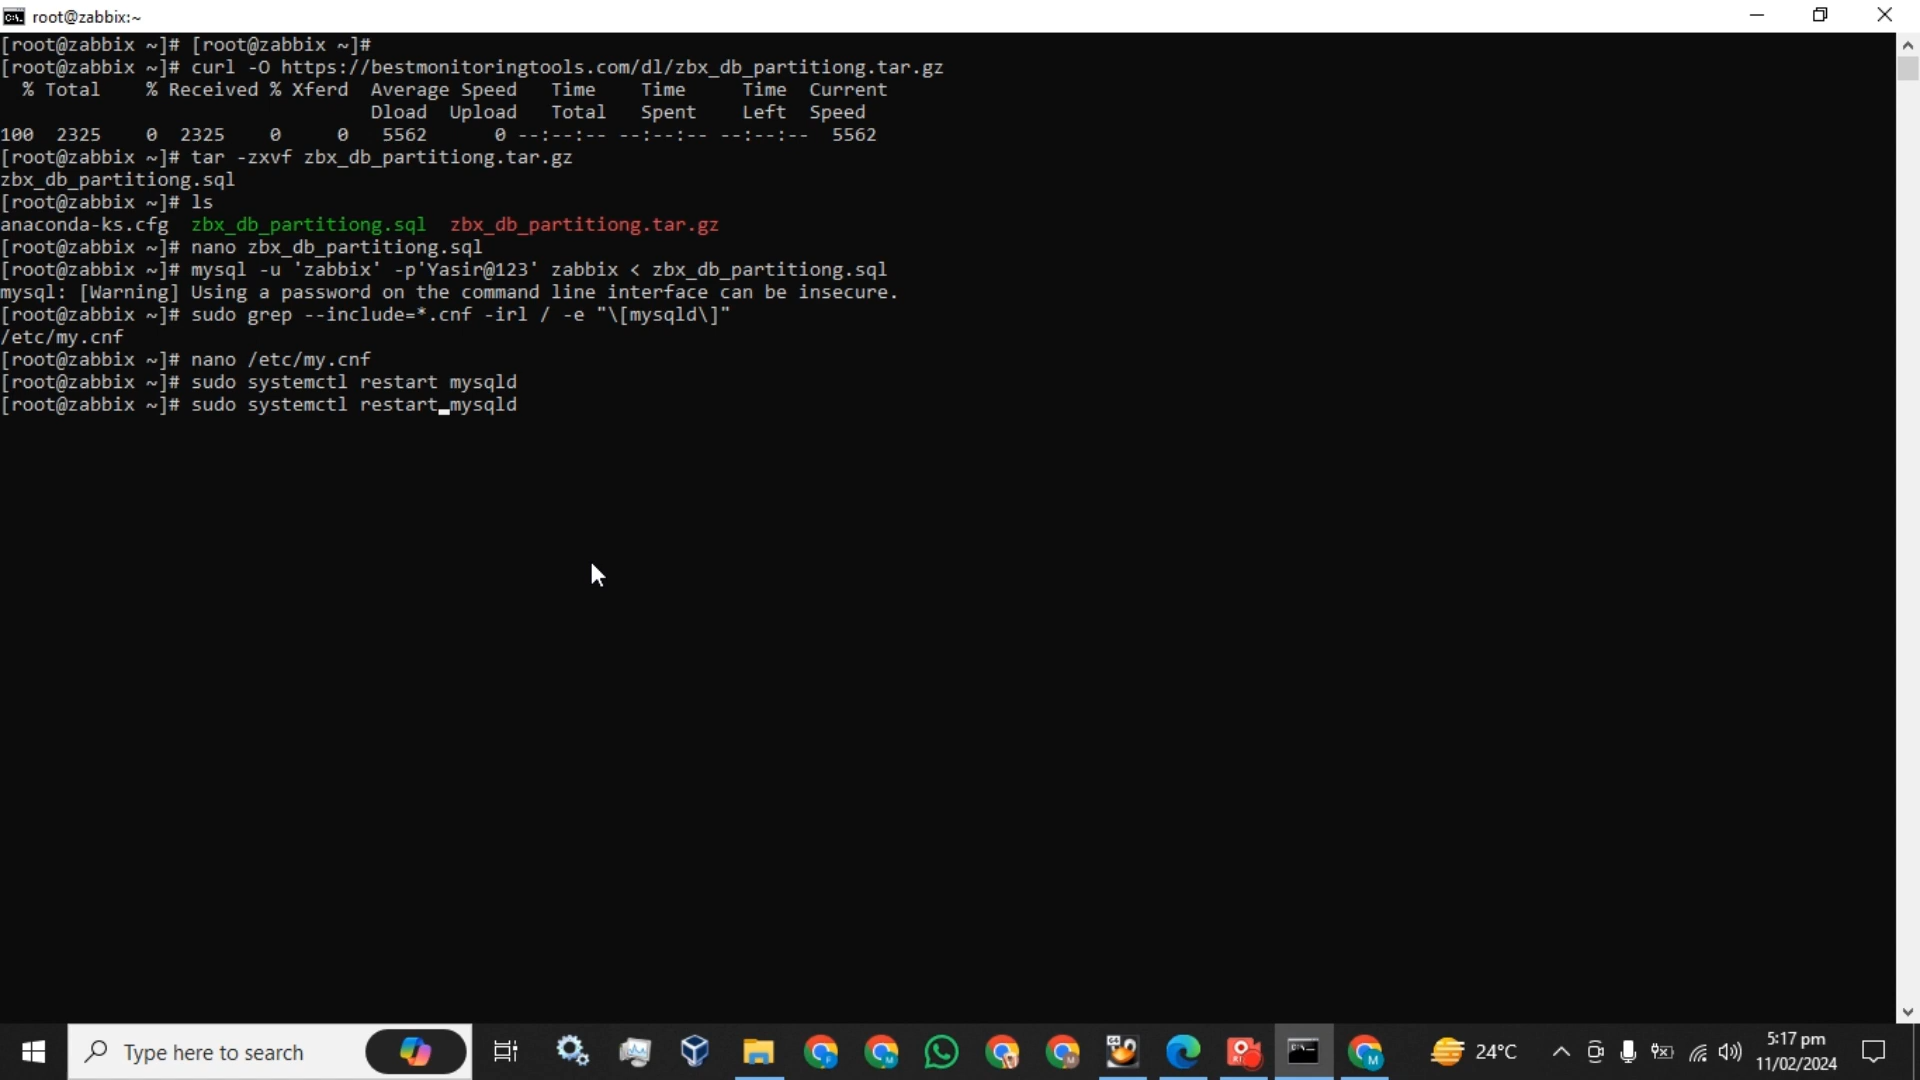 root@zabbix:~
[root@zabbix ~]# [root@zabbix ~]#
[root@zabbix ~]# curl -O https://bestmonitoringtools.com/dl/zbx_db_partitiong.tar.gz
% Total % Received % Xferd Average Speed Time Time Time Current
Dload Upload Total Spent Left Speed
100 2325 0 2325 0 0 5562 0 --:--:-- --:--:-- --:--:-- 5562
[root@zabbix ~]# tar -zxvf zbx_db_partitiong.tar.gz
zbx_db_partitiong.sql
[root@zabbix ~]# ls
anaconda-ks.cfg zbx_db_partitiong.sql zbx_db_partitiong.tar.gz
[root@zabbix ~]# nano zbx_db_partitiong.sql
[root@zabbix ~]# mysql -u 'zabbix' -p'Yasir@123' zabbix < zbx_db_partitiong.sql
mysql: [Warning] Using a password on the command line interface can be insecure.
[root@zabbix ~]# sudo grep --include=*.cnf -irl / -e "\[mysqld\]"
/etc/my.cnf
[root@zabbix ~]# nano /etc/my.cnf
[root@zabbix ~]# sudo systemctl restart mysqld
[root@zabbix ~]# sudo systemctl restart mysqld
Type here to search
24°C
5:17 pm
11/02/2024